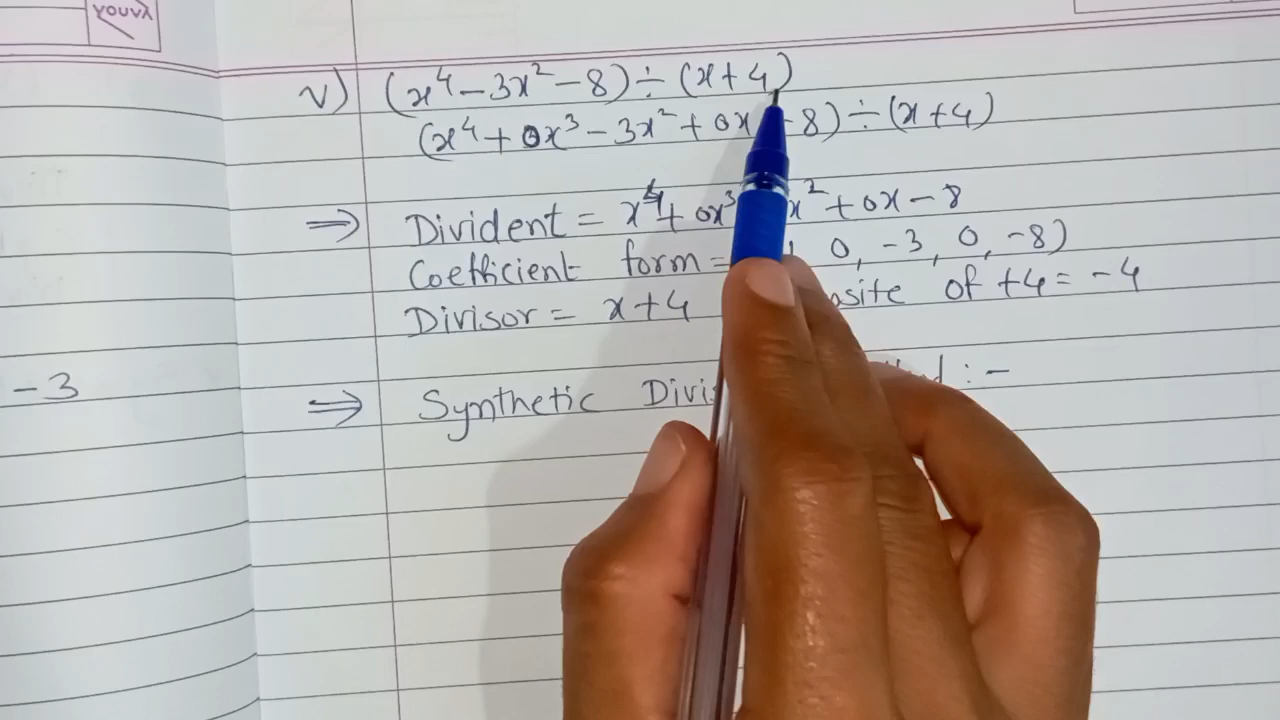 YOUVA
v) (x⁴ - 3x² - 8) ÷ (x + 4)
(x⁴ + 0x³ - 3x² + 0x - 8) ÷ (x + 4)
⇒ Divident = x⁴ + 0x³ x² + 0x - 8
Coefficient form = 0, -3, 0, -8)
Divisor = x + 4 of +4 = -4
-3
⇒ Synthetic :-